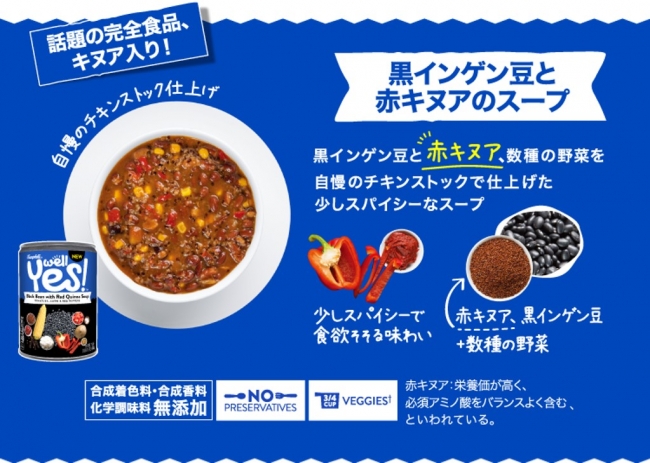 話題の完全食品、
キヌア入り！
自慢のチキンストック仕上げ
黒インゲン豆と
赤キヌアのスープ
黒インゲン豆と赤キヌア、数種の野菜を
自慢のチキンストックで仕上げた
少しスパイシーなスープ
Campbell's
Well
Yes!
NEW
Black Bean with Red Quinoa Soup
少しスパイシーで
食欲そそる味わい
赤キヌア、黒インゲン豆
+数種の野菜
合成着色料・合成香料
化学調味料 無添加
NO
PRESERVATIVES
3/4
CUP
VEGGIES†
赤キヌア：栄養価が高く、
必須アミノ酸をバランスよく含む、
といわれている。